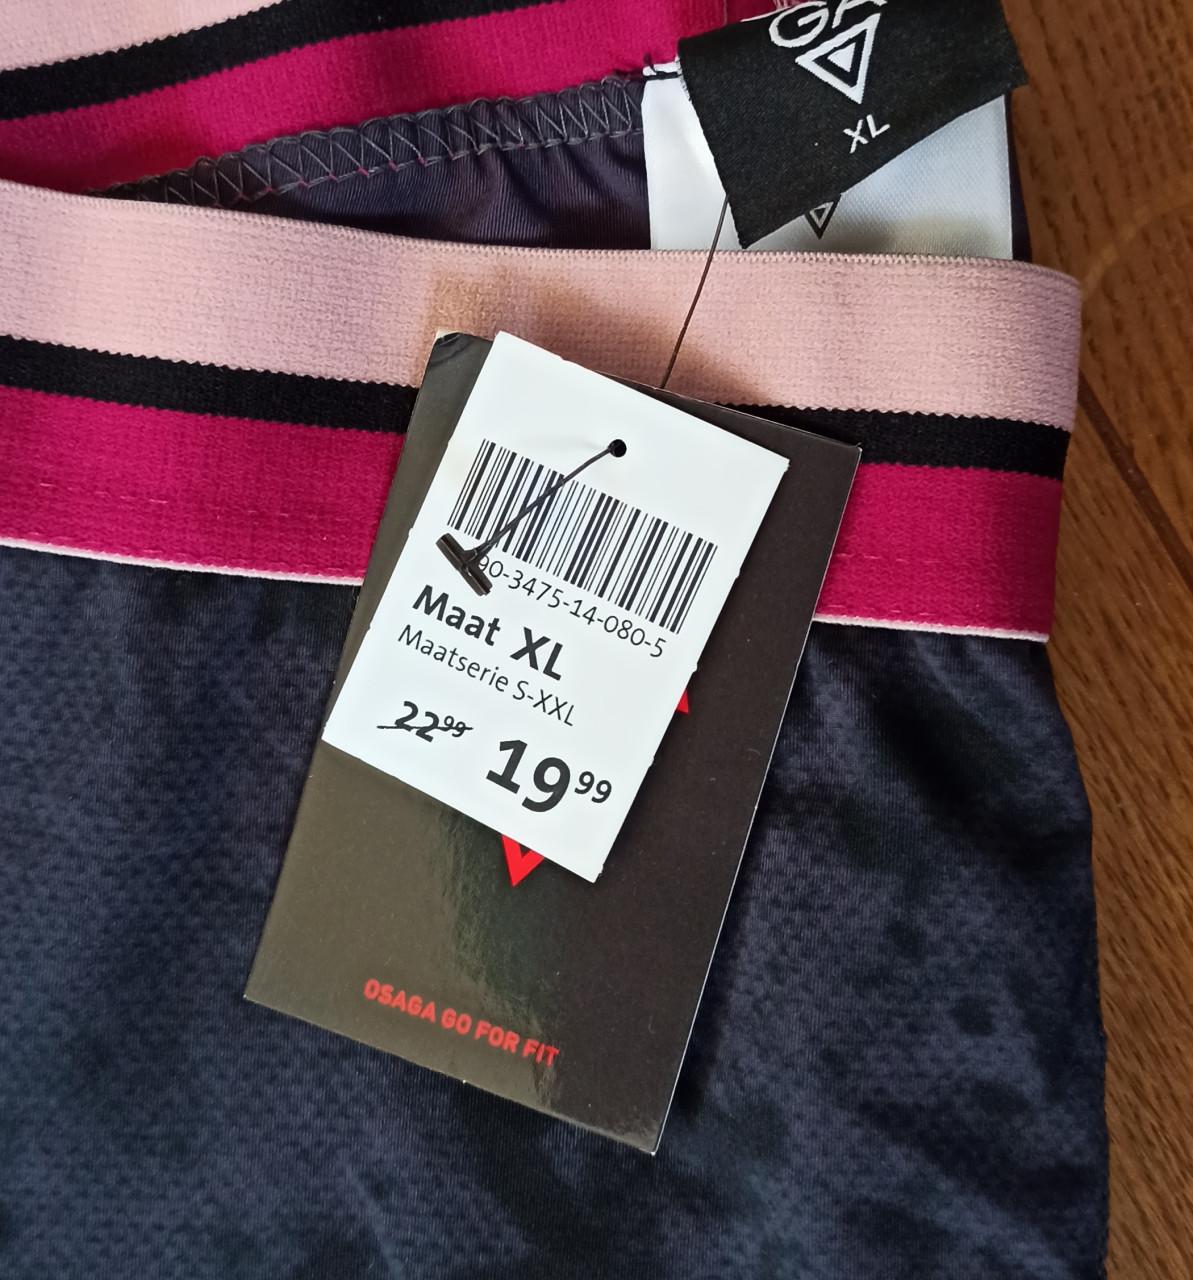 XL
90-3475-14-080-5
Maat XL
Maatserie S-XXL
22⁹⁹
19⁹⁹
OSAGA GO FOR FIT